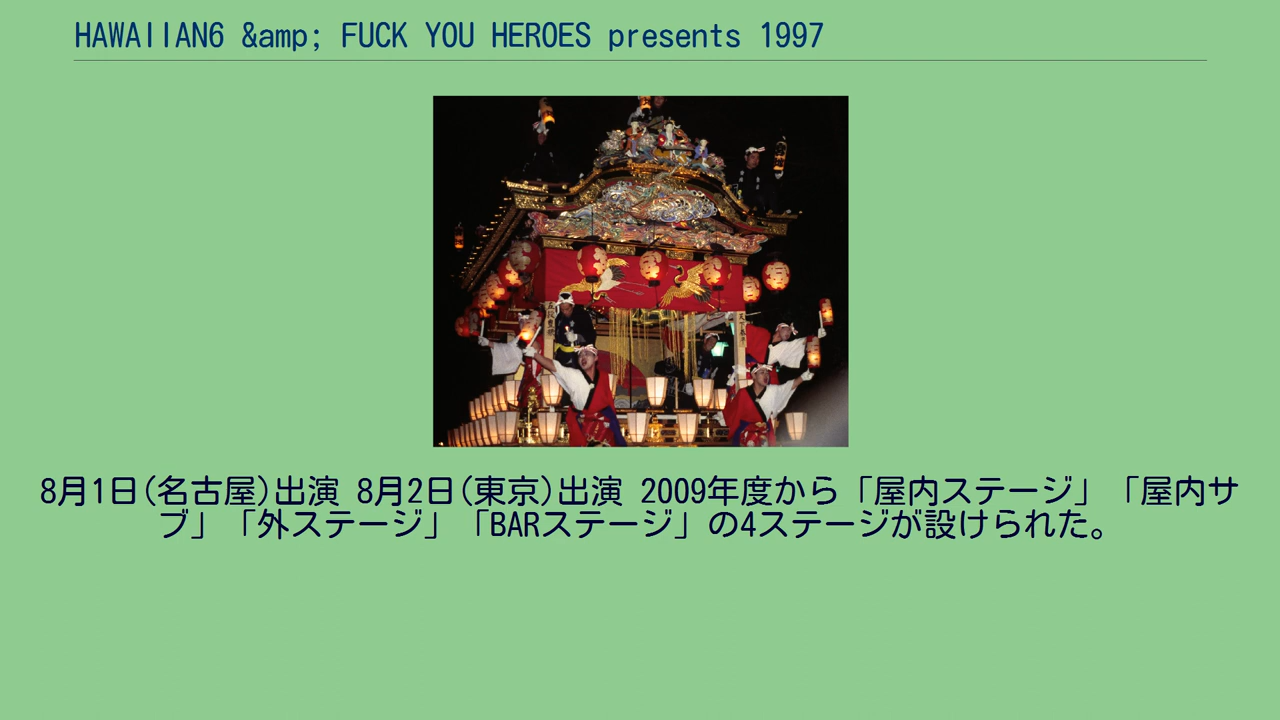 HAWAIIAN6 &amp; FUCK YOU HEROES presents 1997
8月1日(名古屋)出演 8月2日(東京)出演 2009年度から「屋内ステージ」「屋内サ
ブ」「外ステージ」「BARステージ」の4ステージが設けられた。